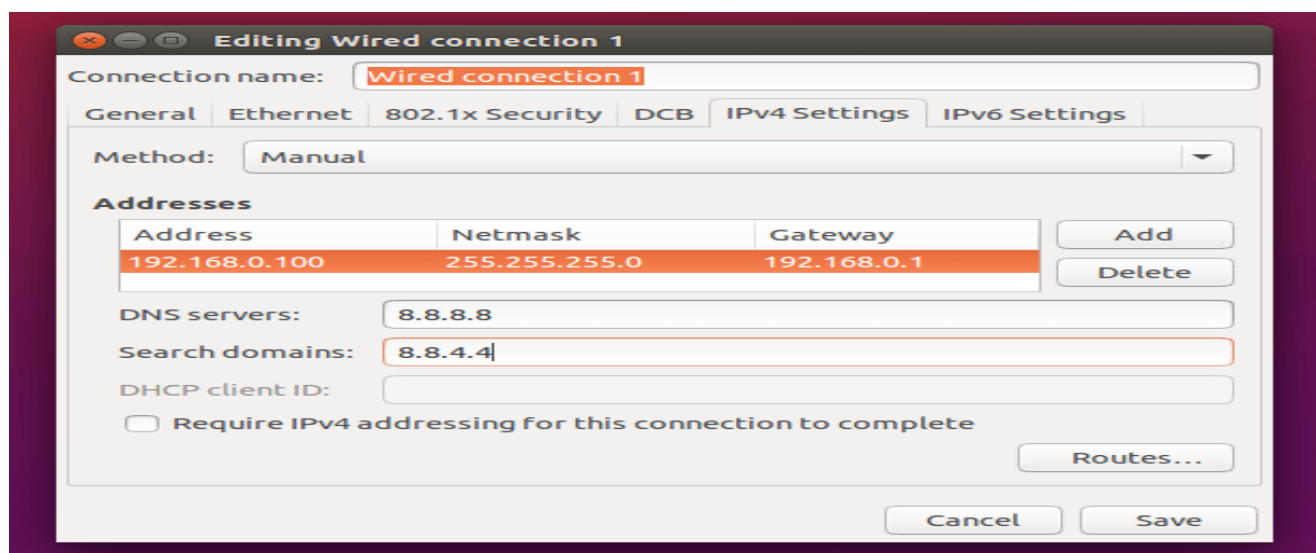 Editing Wired connection 1
Connection name: Wired connection 1
General Ethernet 802.1x Security DCB IPv4 Settings IPv6 Settings
Method: Manual
Addresses
Address Netmask Gateway Add
192.168.0.100 255.255.255.0 192.168.0.1
Delete
DNS servers: 8.8.8.8
Search domains: 8.8.4.4
DHCP client ID:
Require IPv4 addressing for this connection to complete
Routes...
Cancel Save